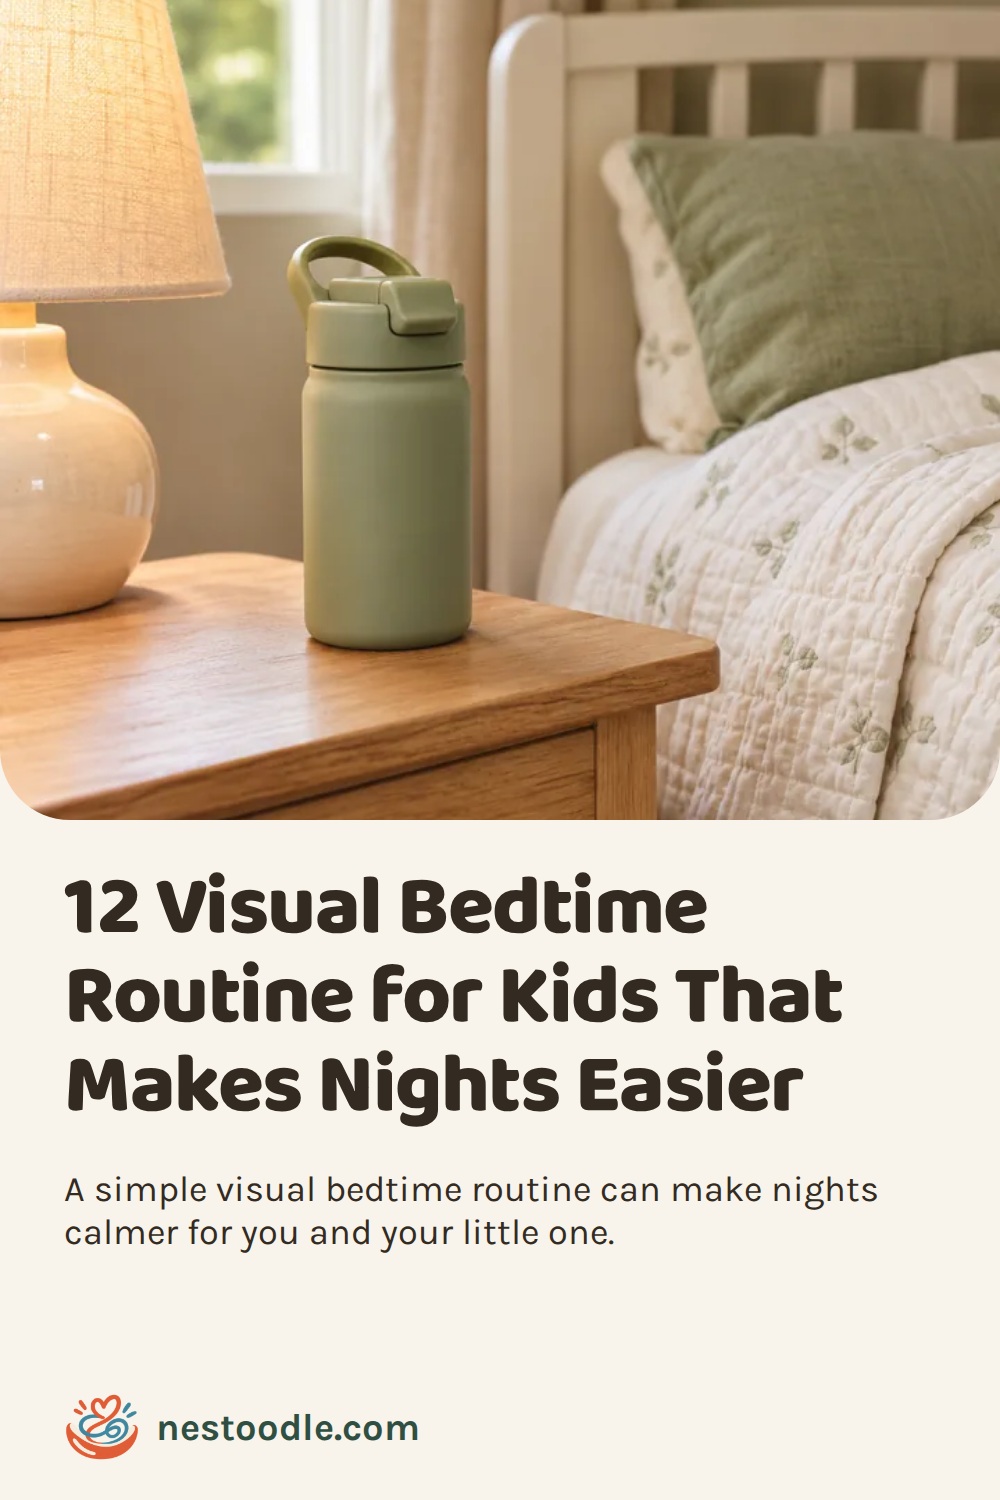 12 Visual Bedtime
Routine for Kids That
Makes Nights Easier
A simple visual bedtime routine can make nights
calmer for you and your little one.
nestoodle.com